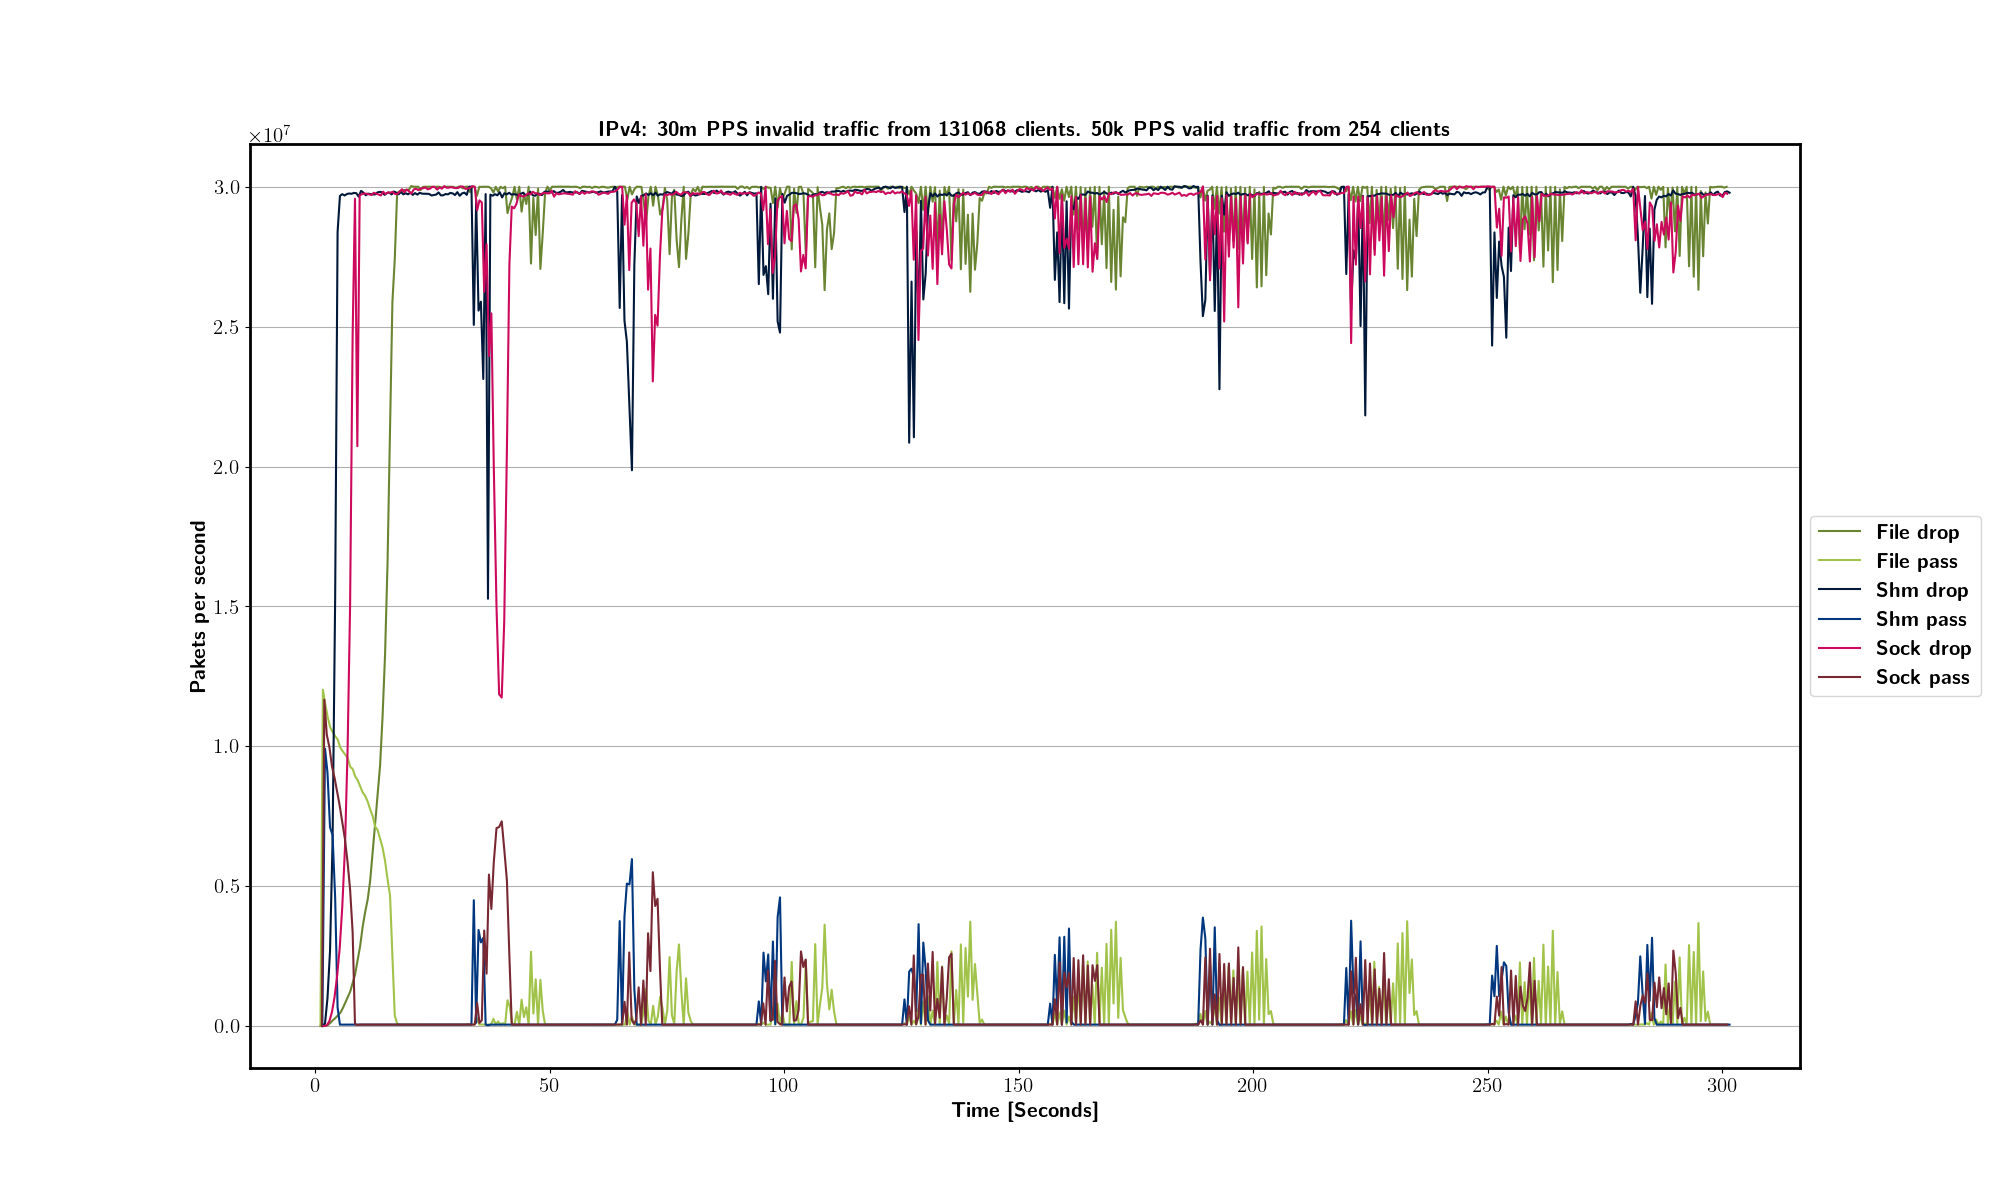 IPv4: 30m PPS invalid traffic from 131068 clients. 50k PPS valid traffic from 254 clients
×10⁷
3.0
2.5
2.0
1.5
1.0
0.5
0.0
Pakets per second
0 50 100 150 200 250 300
Time [Seconds]
File drop
File pass
Shm drop
Shm pass
Sock drop
Sock pass